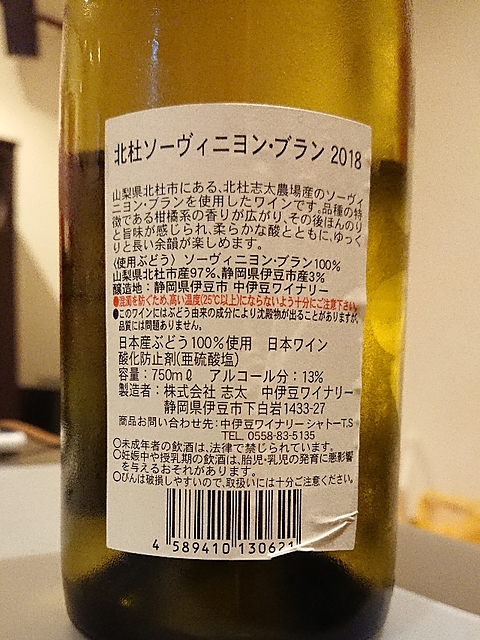 北杜ソーヴィニヨン・ブラン 2018
山梨県北杜市にある、北杜志太農場産のソーヴィ
ニヨン・ブランを使用したワインです。品種の特
徴である柑橘系の香りが広がり、その後ほんのり
と旨味が感じられ、柔らかな酸とともに、ゆっく
りと長い余韻が楽しめます。
〈使用ぶどう〉 ソーヴィニヨン・ブラン100%
山梨県北杜市産97%、静岡県伊豆市産3%
醸造地：静岡県伊豆市 中伊豆ワイナリー
●混濁を防ぐため、高い温度(25℃以上)にならないよう十分にご注意下さい。
●このワインにはぶどう由来の成分により沈殿物が出ることがありますが、
品質には問題ありません。
日本産ぶどう100%使用 日本ワイン
酸化防止剤(亜硫酸塩)
容量：750mℓ アルコール分：13%
製造者：株式会社 志太 中伊豆ワイナリー
静岡県伊豆市下白岩1433-27
商品お問い合わせ先：中伊豆ワイナリー シャトーT.S
TEL. 0558-83-5135
○未成年者の飲酒は、法律で禁じられています。
○妊娠中や授乳期の飲酒は、胎児・乳児の発育に悪影響
を与えるおそれがあります。
○びんは破損しやすいので、取扱いには十分ご注意ください。
4 589410 130621